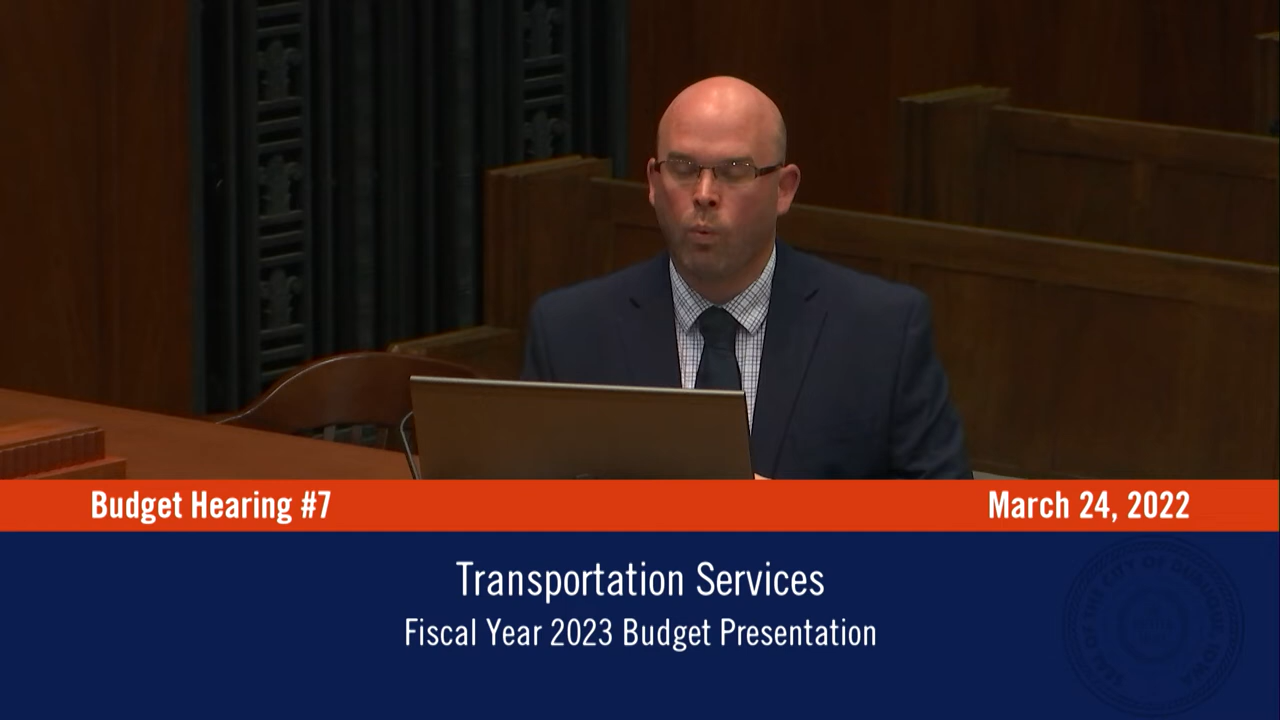 Budget Hearing #7
March 24, 2022
Transportation Services
Fiscal Year 2023 Budget Presentation